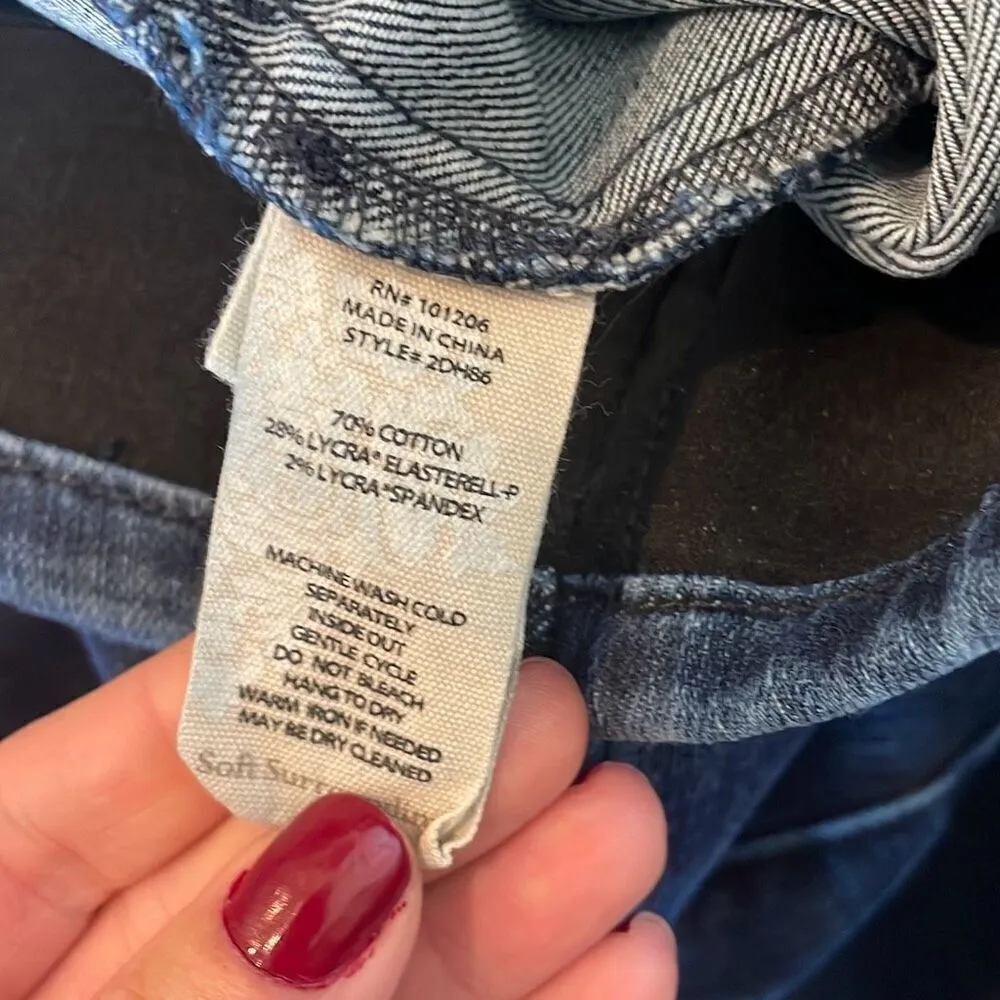 RN# 101206
MADE IN CHINA
STYLE# 2DH86
70% COTTON
28% LYCRA® ELASTERELL-P
2% LYCRA® SPANDEX
MACHINE WASH COLD
SEPARATELY
INSIDE OUT
GENTLE CYCLE
DO NOT BLEACH
HANG TO DRY
WARM IRON IF NEEDED
MAY BE DRY CLEANED
Soft